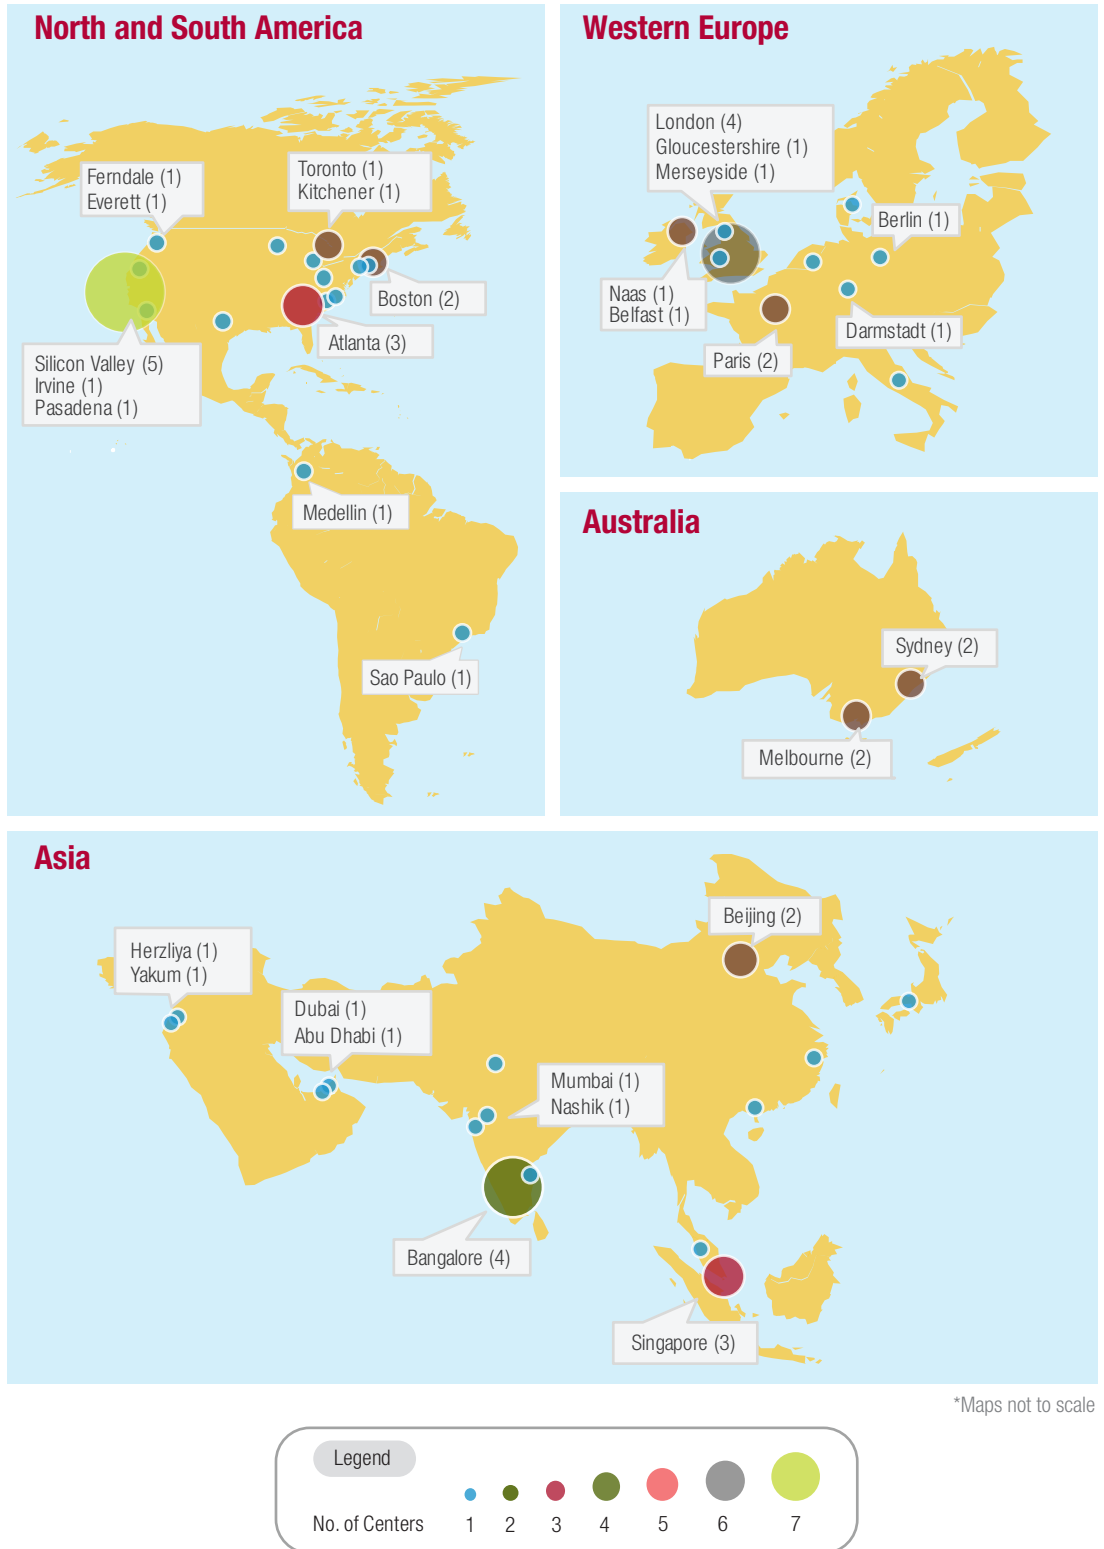 North and South America
Ferndale (1)
Everett (1)
Toronto (1)
Kitchener (1)
Boston (2)
Atlanta (3)
Silicon Valley (5)
Irvine (1)
Pasadena (1)
Medellin (1)
Sao Paulo (1)
Western Europe
London (4)
Gloucestershire (1)
Merseyside (1)
Berlin (1)
Naas (1)
Belfast (1)
Darmstadt (1)
Paris (2)
Australia
Sydney (2)
Melbourne (2)
Asia
Beijing (2)
Herzliya (1)
Yakum (1)
Dubai (1)
Abu Dhabi (1)
Mumbai (1)
Nashik (1)
Bangalore (4)
Singapore (3)
*Maps not to scale
Legend
No. of Centers 1 2 3 4 5 6 7